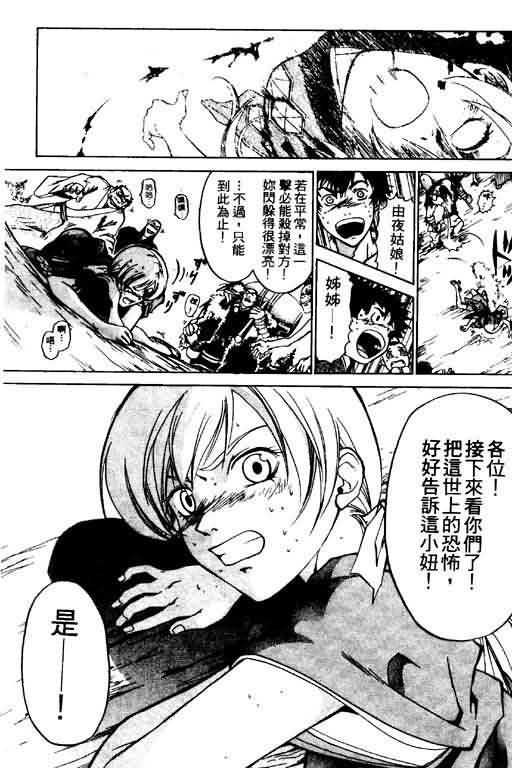 由夜姑娘！
姊姊——！
若在平常，這一
擊必能殺掉對方！
妳閃躲得很漂亮！
…不過，只能
到此為止！
哈…
嘿…
啊…
各位！
接下來看你們了！
把這世上的恐怖，
好好告訴這小妞！
是——！